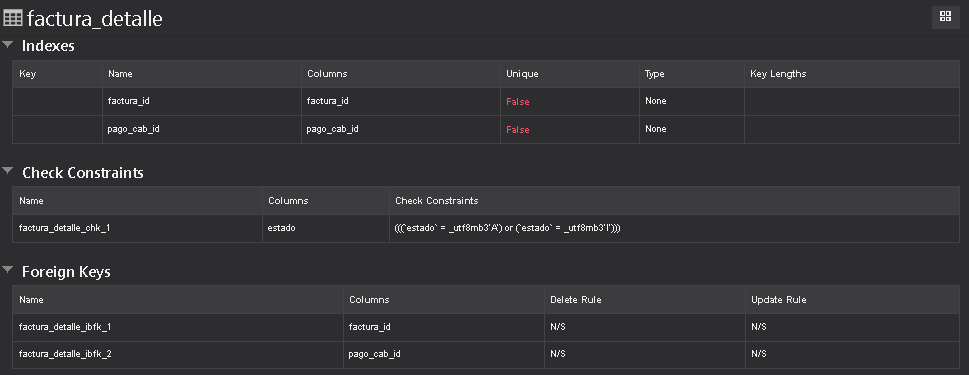 factura_detalle
Indexes
Key Name Columns Unique Type Key Lengths
factura_id factura_id False None
pago_cab_id pago_cab_id False None
Check Constraints
Name Columns Check Constraints
factura_detalle_chk_1 estado (((`estado` = _utf8mb3'A') or (`estado` = _utf8mb3'I')))
Foreign Keys
Name Columns Delete Rule Update Rule
factura_detalle_ibfk_1 factura_id N/S N/S
factura_detalle_ibfk_2 pago_cab_id N/S N/S